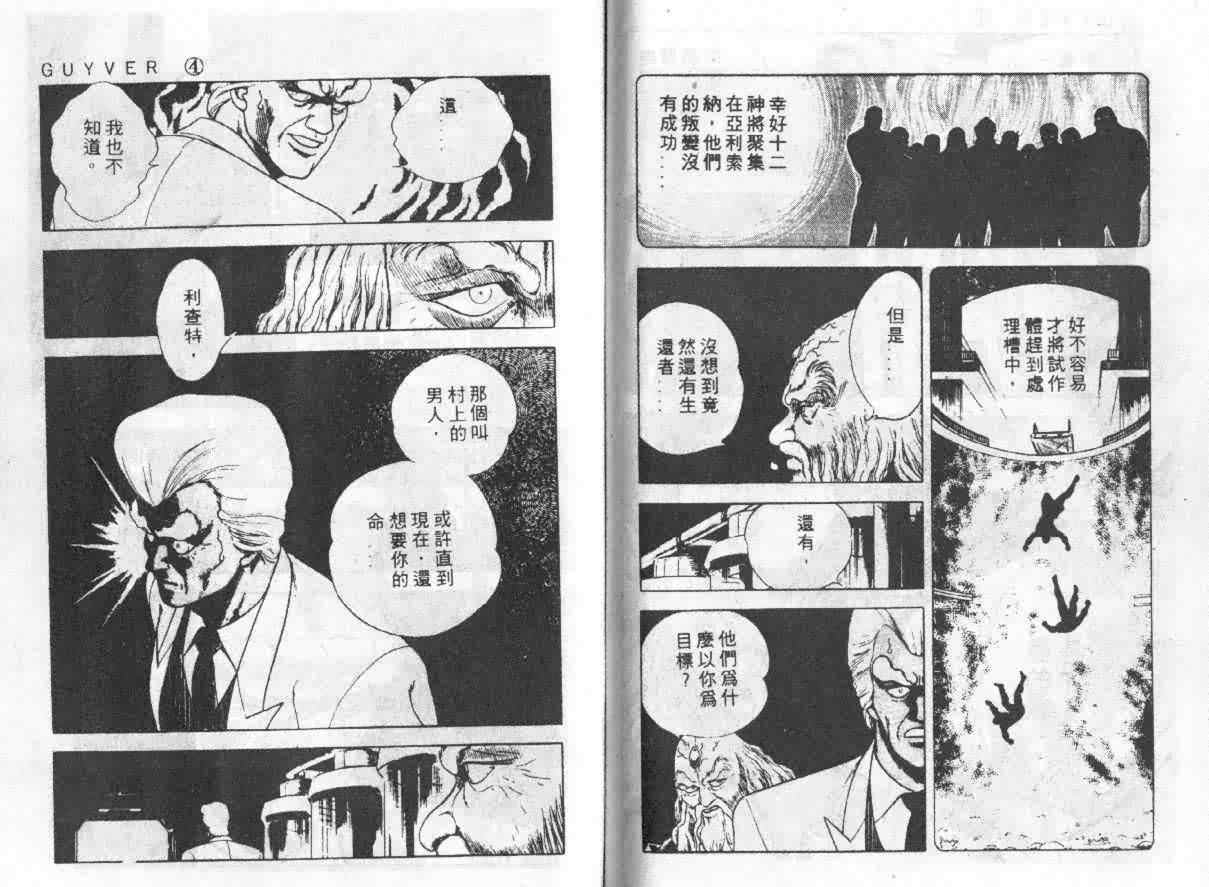 幸好十二
神將聚集
在亞利索
納，他們
的叛變沒
有成功‥‥
好不容易
才將試作
體趕到處
理槽中，
但是‥‥‥
沒想到竟
然還有生
還者‥‥
還有，
他們爲什
麼以你爲
目標？
GUYVER ④
這‥‥‥
我也不
知道。
利查特，
那個叫
村上的
男人，
或許直到
現在．還
想要你的
命‥‥